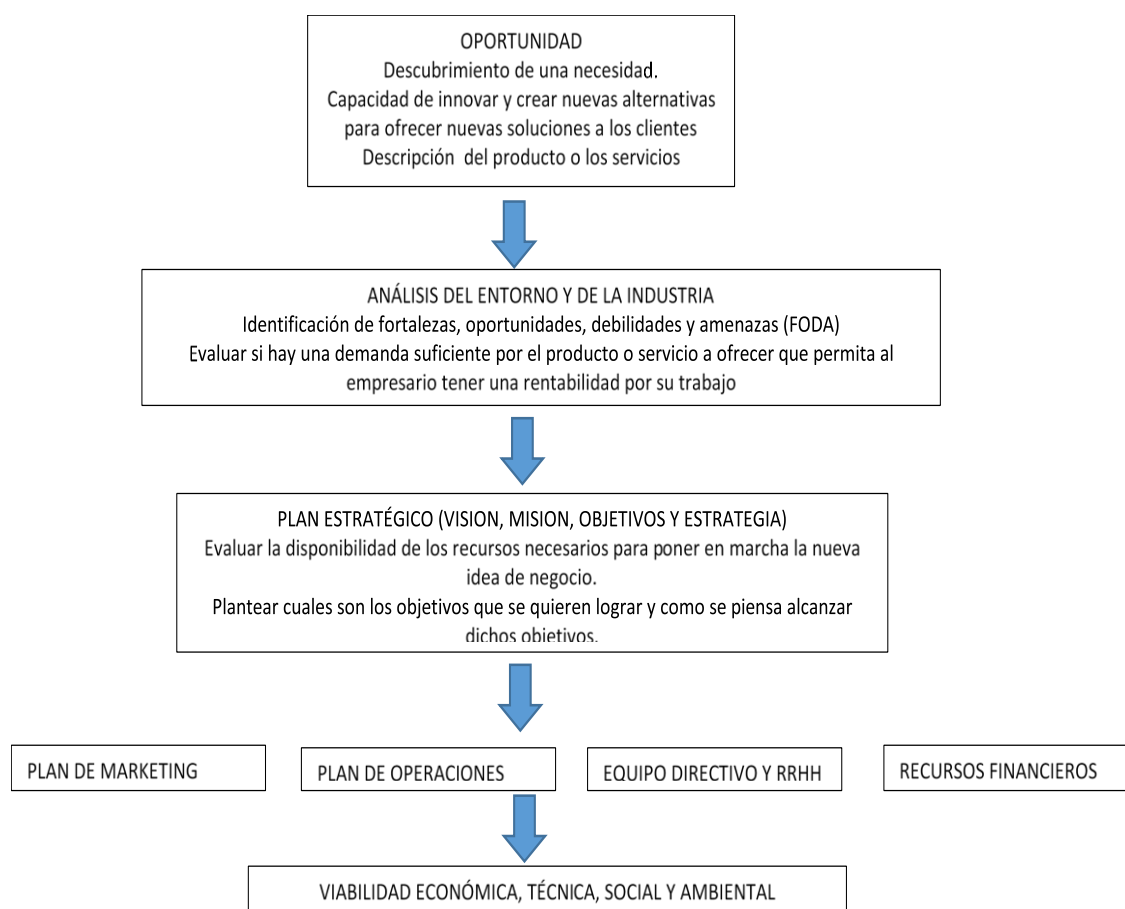 OPORTUNIDAD
Descubrimiento de una necesidad.
Capacidad de innovar y crear nuevas alternativas
para ofrecer nuevas soluciones a los clientes
Descripción del producto o los servicios
ANÁLISIS DEL ENTORNO Y DE LA INDUSTRIA
Identificación de fortalezas, oportunidades, debilidades y amenazas (FODA)
Evaluar si hay una demanda suficiente por el producto o servicio a ofrecer que permita al
empresario tener una rentabilidad por su trabajo
PLAN ESTRATÉGICO (VISION, MISION, OBJETIVOS Y ESTRATEGIA)
Evaluar la disponibilidad de los recursos necesarios para poner en marcha la nueva
idea de negocio.
Plantear cuales son los objetivos que se quieren lograr y como se piensa alcanzar
dichos objetivos.
PLAN DE MARKETING
PLAN DE OPERACIONES
EQUIPO DIRECTIVO Y RRHH
RECURSOS FINANCIEROS
VIABILIDAD ECONÓMICA, TÉCNICA, SOCIAL Y AMBIENTAL